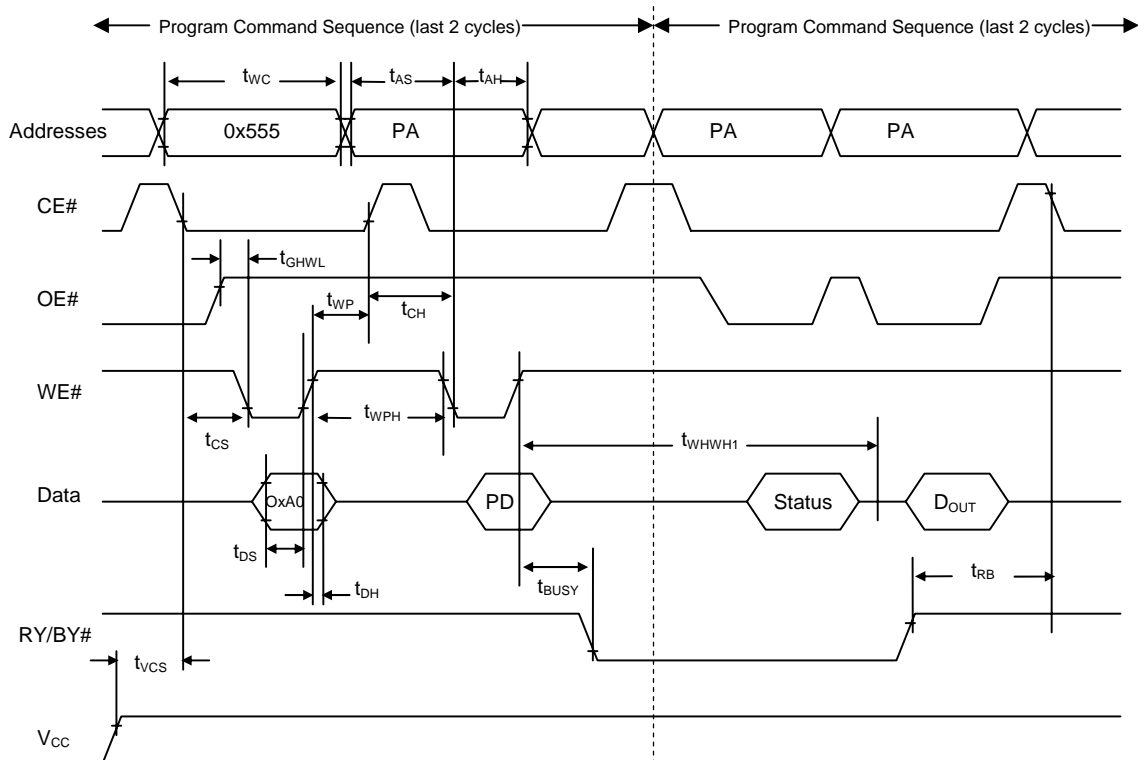 Program Command Sequence (last 2 cycles) Program Command Sequence (last 2 cycles)
tWC tAS tAH
Addresses 0x555 PA PA PA
CE#
tGHWL
OE#
tWP tCH
WE#
tCS tWPH tWHWH1
Data OxA0 PD Status DOUT
tDS tDH tBUSY tRB
RY/BY#
tVCS
VCC